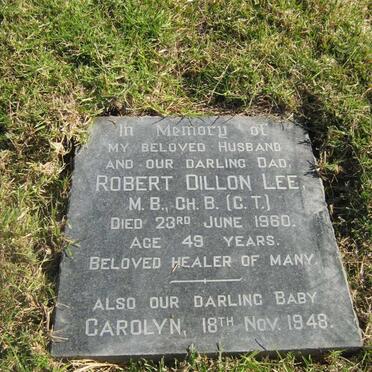 In Memory of
MY BELOVED HUSBAND
AND OUR DARLING DAD,
ROBERT DILLON LEE,
M.B., CH. B. (C.T.)
DIED 23RD JUNE 1960.
AGE 49 YEARS.
BELOVED HEALER OF MANY.
ALSO OUR DARLING BABY
CAROLYN, 18TH NOV. 1948.